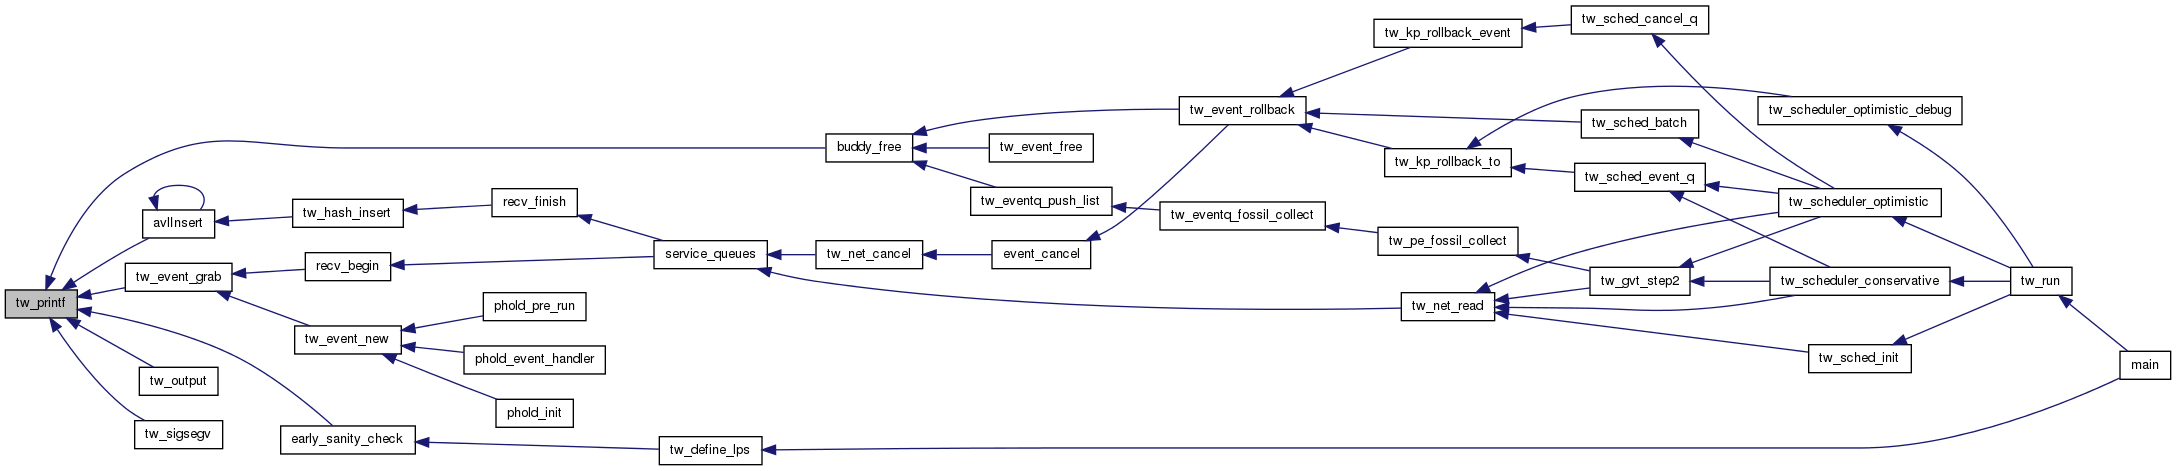 tw_printf
avlInsert
tw_event_grab
tw_output
tw_sigsegv
tw_hash_insert
recv_begin
tw_event_new
early_sanity_check
recv_finish
phold_pre_run
phold_event_handler
phold_init
service_queues
tw_define_lps
buddy_free
tw_net_cancel
tw_event_free
tw_eventq_push_list
event_cancel
tw_event_rollback
tw_eventq_fossil_collect
tw_kp_rollback_event
tw_kp_rollback_to
tw_pe_fossil_collect
tw_net_read
tw_sched_cancel_q
tw_sched_batch
tw_sched_event_q
tw_gvt_step2
tw_scheduler_optimistic_debug
tw_scheduler_optimistic
tw_scheduler_conservative
tw_sched_init
tw_run
main